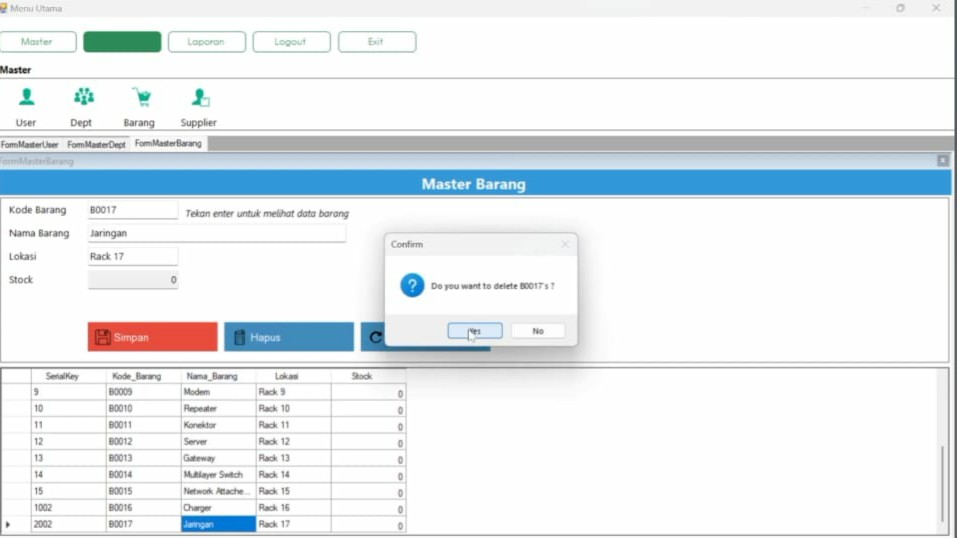 Menu Utama
Master
Laporan
Logout
Exit
Master
User
Dept
Barang
Supplier
FormMasterUser
FormMasterDept
FormMasterBarang
FormMasterBarang
Master Barang
Kode Barang B0017 Tekan enter untuk melihat data barang
Nama Barang Jaringan
Lokasi Rack 17
Stock 0
Confirm
Do you want to delete B0017's ?
Yes No
Simpan Hapus
SerialKey Kode_Barang Nama_Barang Lokasi Stock
9 B0009 Modem Rack 9 0
10 B0010 Repeater Rack 10 0
11 B0011 Konektor Rack 11 0
12 B0012 Server Rack 12 0
13 B0013 Gateway Rack 13 0
14 B0014 Multilayer Switch Rack 14 0
15 B0015 Network Attache... Rack 15 0
1002 B0016 Charger Rack 16 0
2002 B0017 Jaringan Rack 17 0